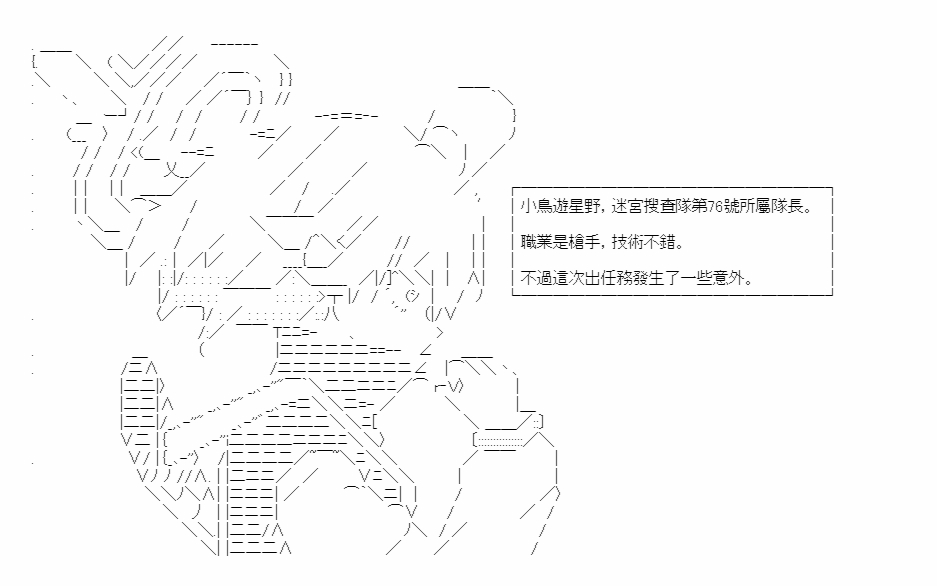 小鳥遊星野，迷宮搜查隊第76號所屬隊長。
職業是槍手，技術不錯。
不過這次出任務發生了一些意外。